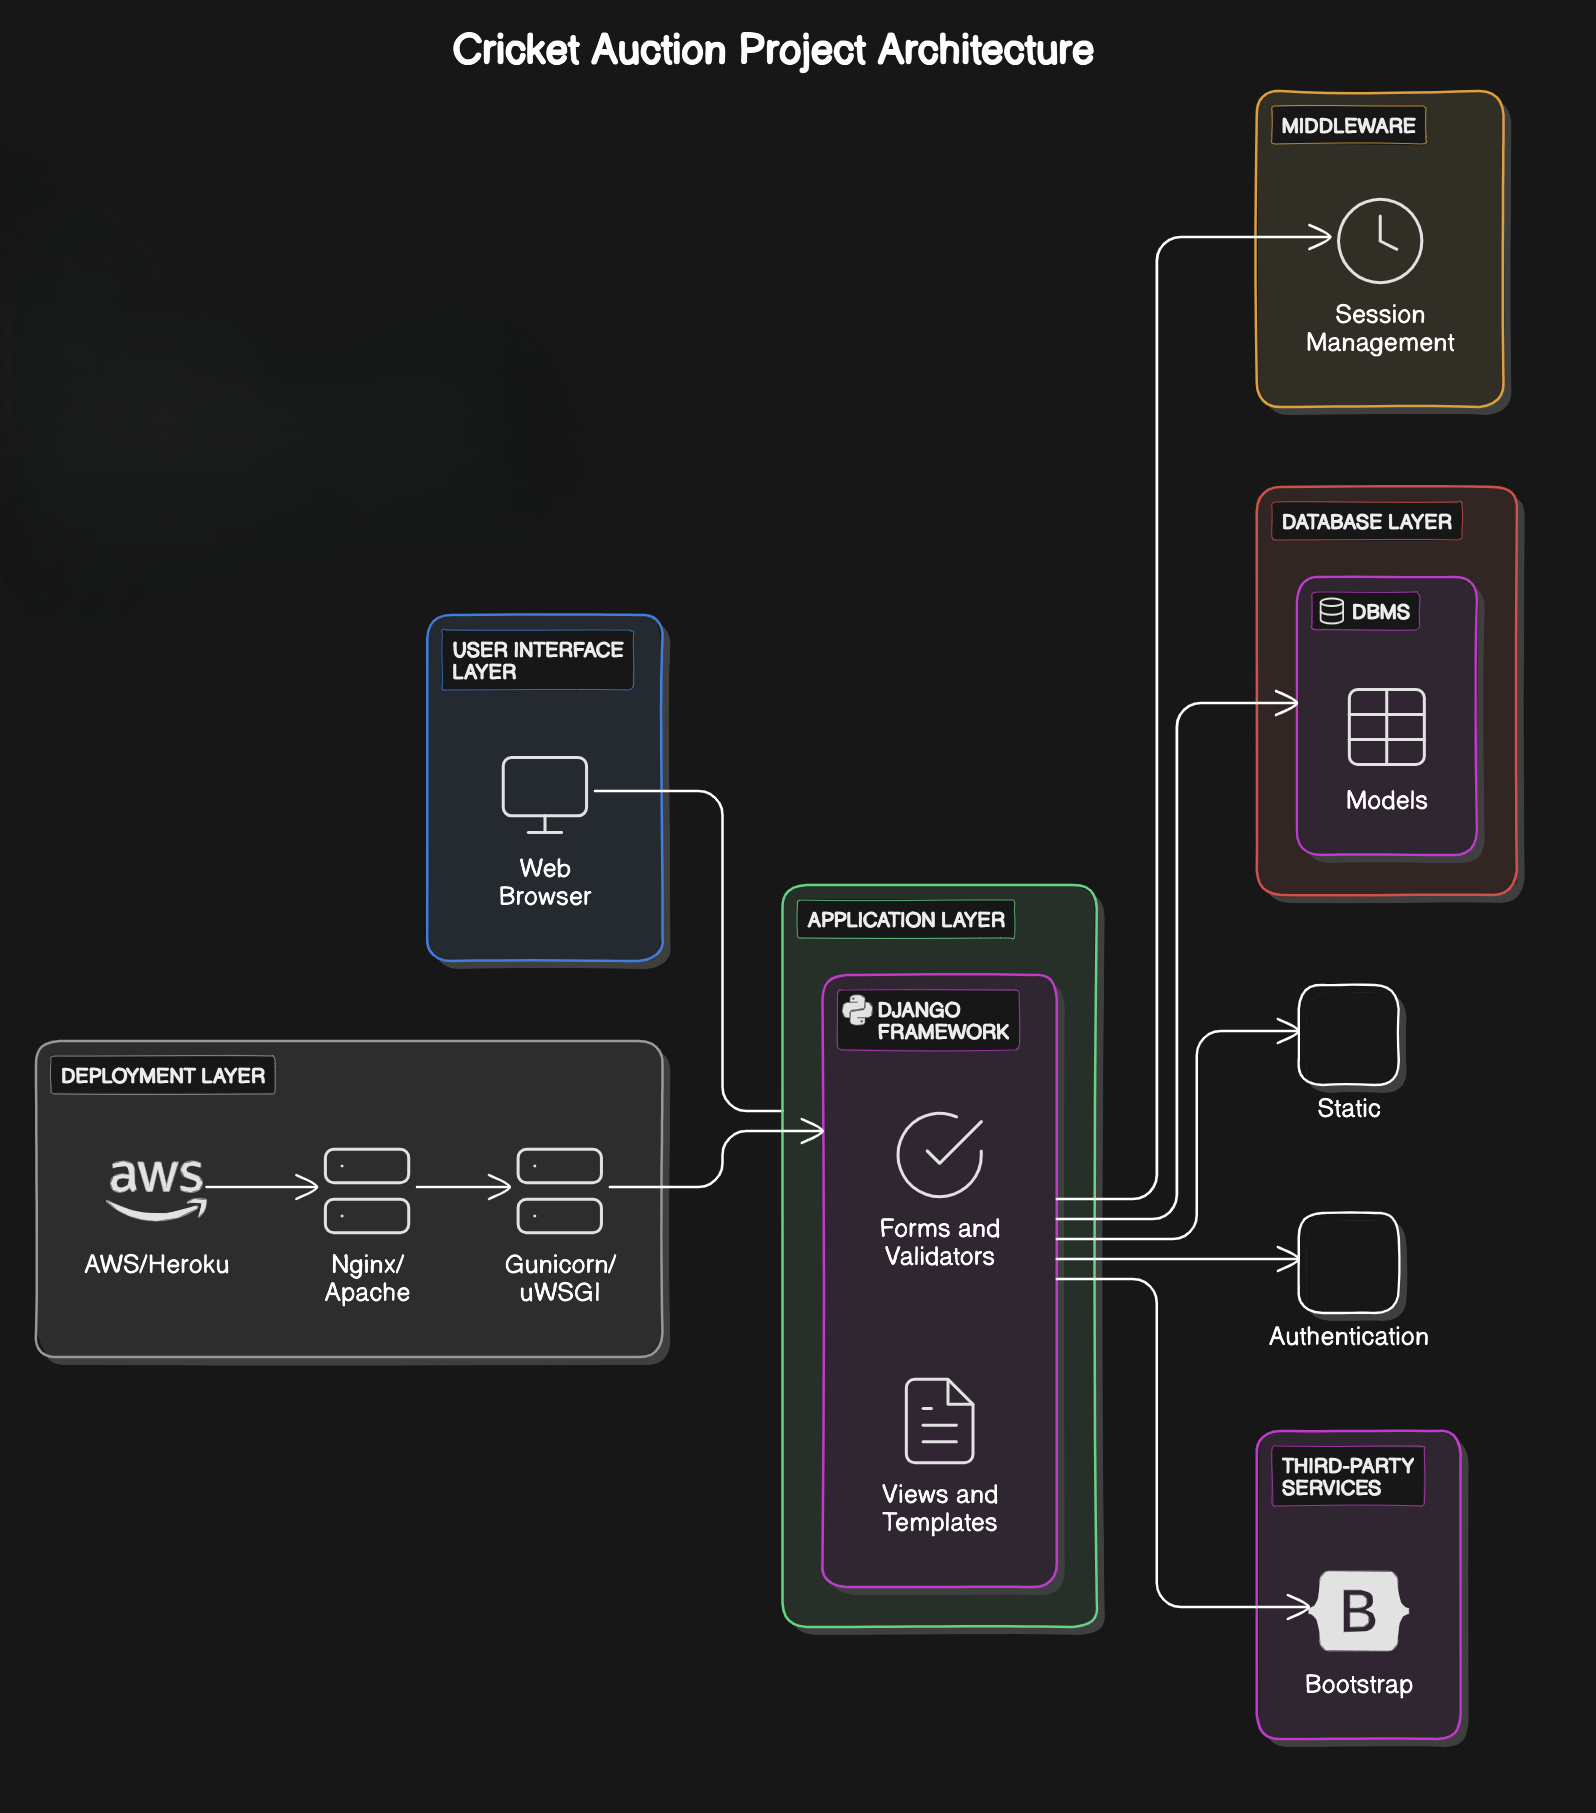 Cricket Auction Project Architecture
MIDDLEWARE
Session
Management
DATABASE LAYER
DBMS
Models
USER INTERFACE
LAYER
Web
Browser
APPLICATION LAYER
DJANGO
FRAMEWORK
Forms and
Validators
Views and
Templates
DEPLOYMENT LAYER
aws
AWS/Heroku
Nginx/
Apache
Gunicorn/
uWSGI
Static
Authentication
THIRD-PARTY
SERVICES
B
Bootstrap